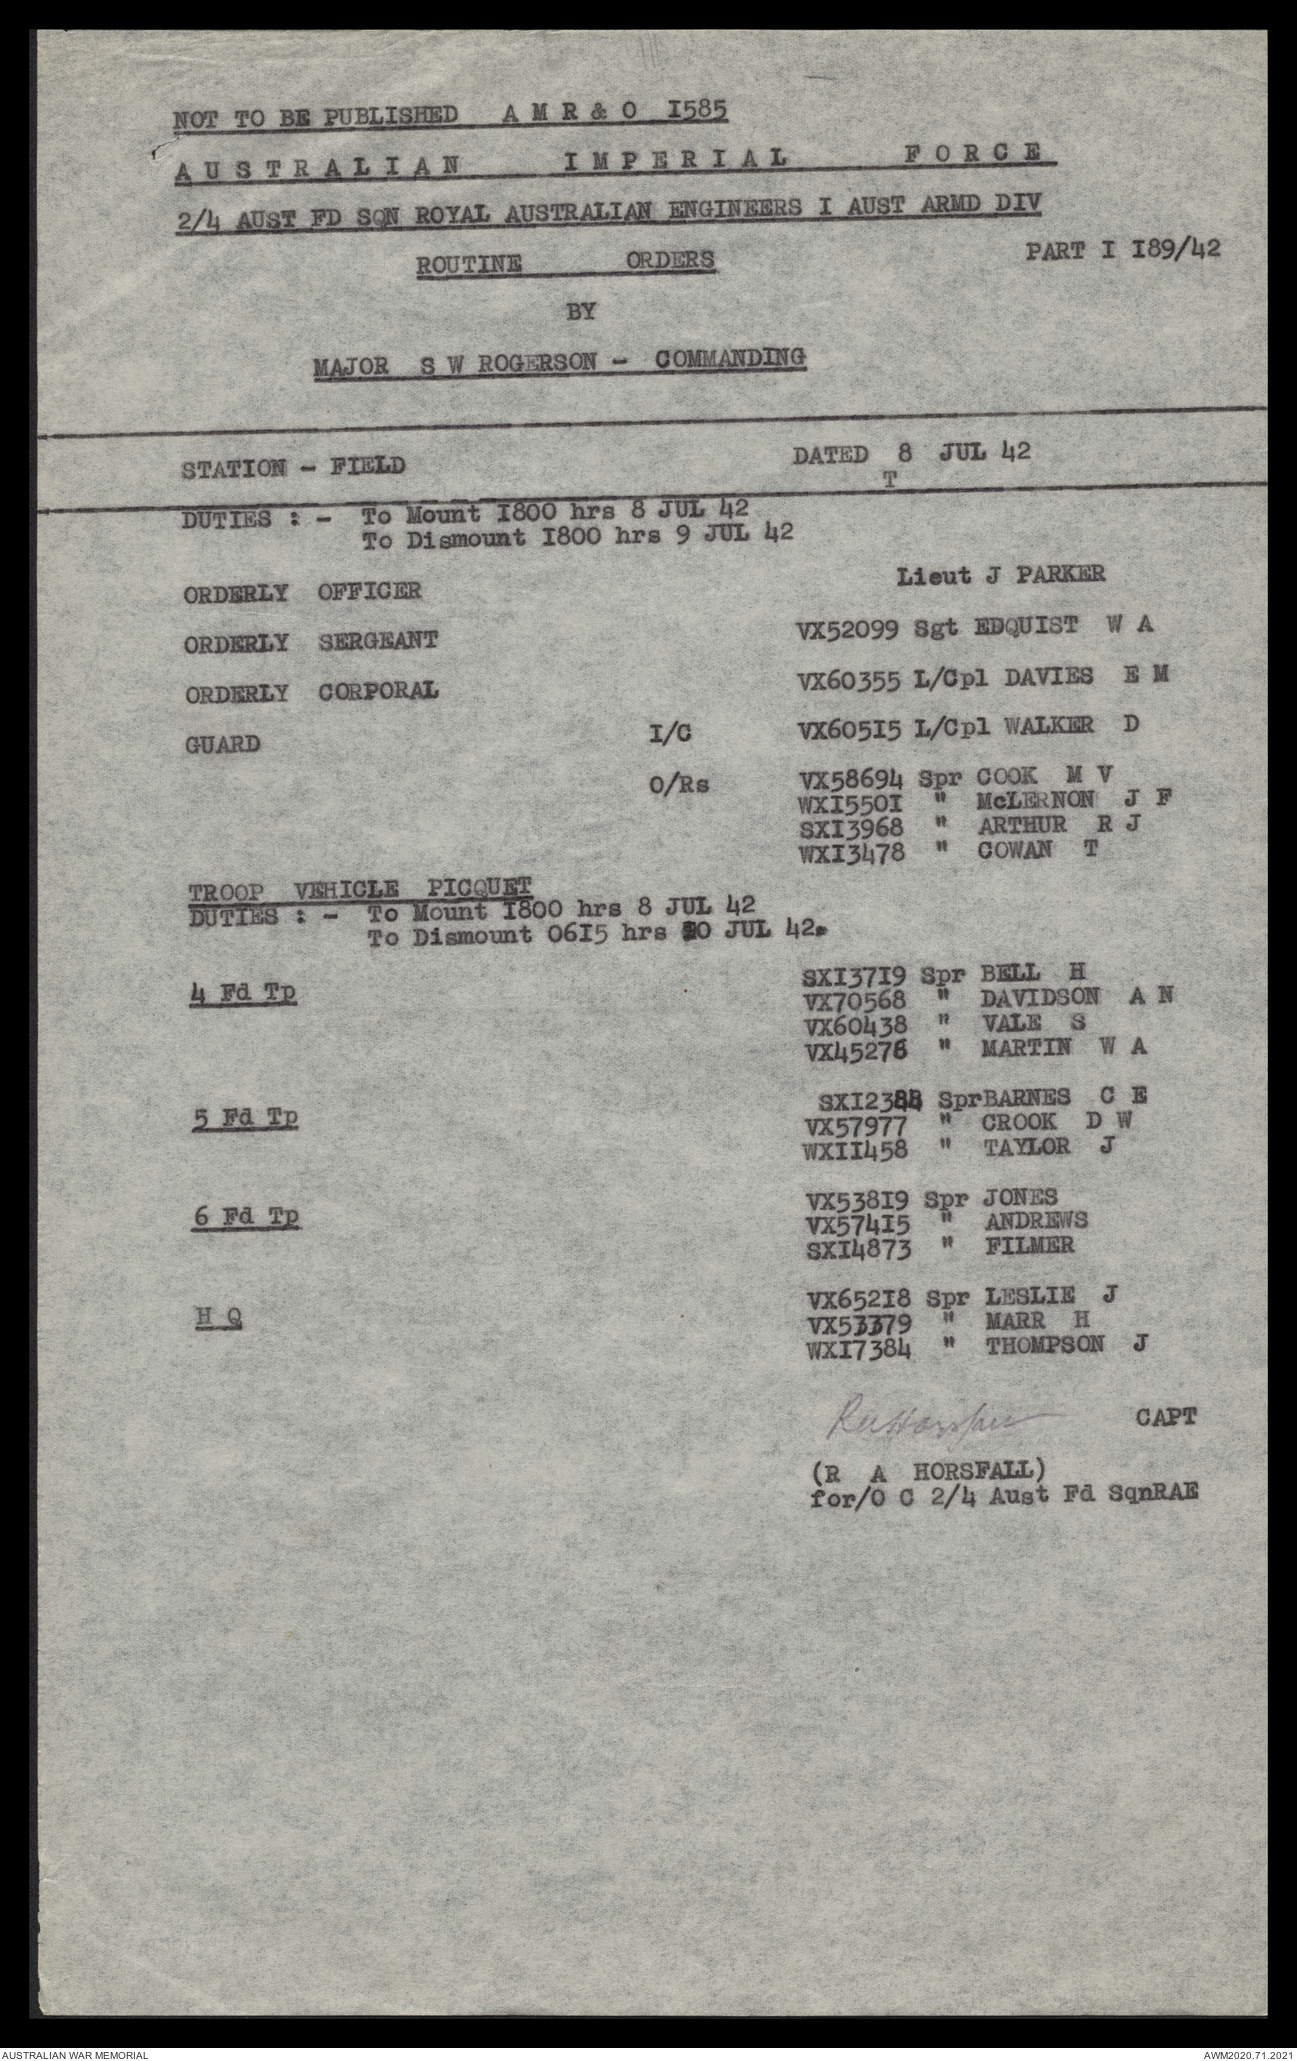 NOT TO BE PUBLISHED A M R & O I585
A U S T R A L I A N I M P E R I A L F O R C E
2/4 AUST FD SQN ROYAL AUSTRALIAN ENGINEERS I AUST ARMD DIV
ROUTINE ORDERS PART I I89/42
BY
MAJOR S W ROGERSON - COMMANDING
STATION - FIELD DATED 8 JUL 42
T
DUTIES : - To Mount I800 hrs 8 JUL 42
To Dismount I800 hrs 9 JUL 42
ORDERLY OFFICER Lieut J PARKER
ORDERLY SERGEANT VX52099 Sgt EDQUIST W A
ORDERLY CORPORAL VX60355 L/Cpl DAVIES E M
GUARD I/C VX605I5 L/Cpl WALKER D
O/Rs VX58694 Spr COOK M V
WXI550I " McLERNON J F
SXI3968 " ARTHUR R J
WXI3478 " COWAN T
TROOP VEHICLE PICQUET
DUTIES : - To Mount I800 hrs 8 JUL 42
To Dismount 06I5 hrs JUL 42.
4 Fd Tp SXI37I9 Spr BELL H
VX70568 " DAVIDSON A N
VX60438 " VALE S
VX45276 " MARTIN W A
5 Fd Tp Spr BARNES C E
VX57977 " CROOK D W
WXII458 " TAYLOR J
6 Fd Tp VX538I9 Spr JONES
VX574I5 " ANDREWS
SXI4873 " FILMER
H Q VX652I8 Spr LESLIE J
VX53379 " MARR H
WXI7384 " THOMPSON J
CAPT
(R A HORSFALL)
for/O C 2/4 Aust Fd SqnRAE
AUSTRALIAN WAR MEMORIAL AWM2020.71.2021